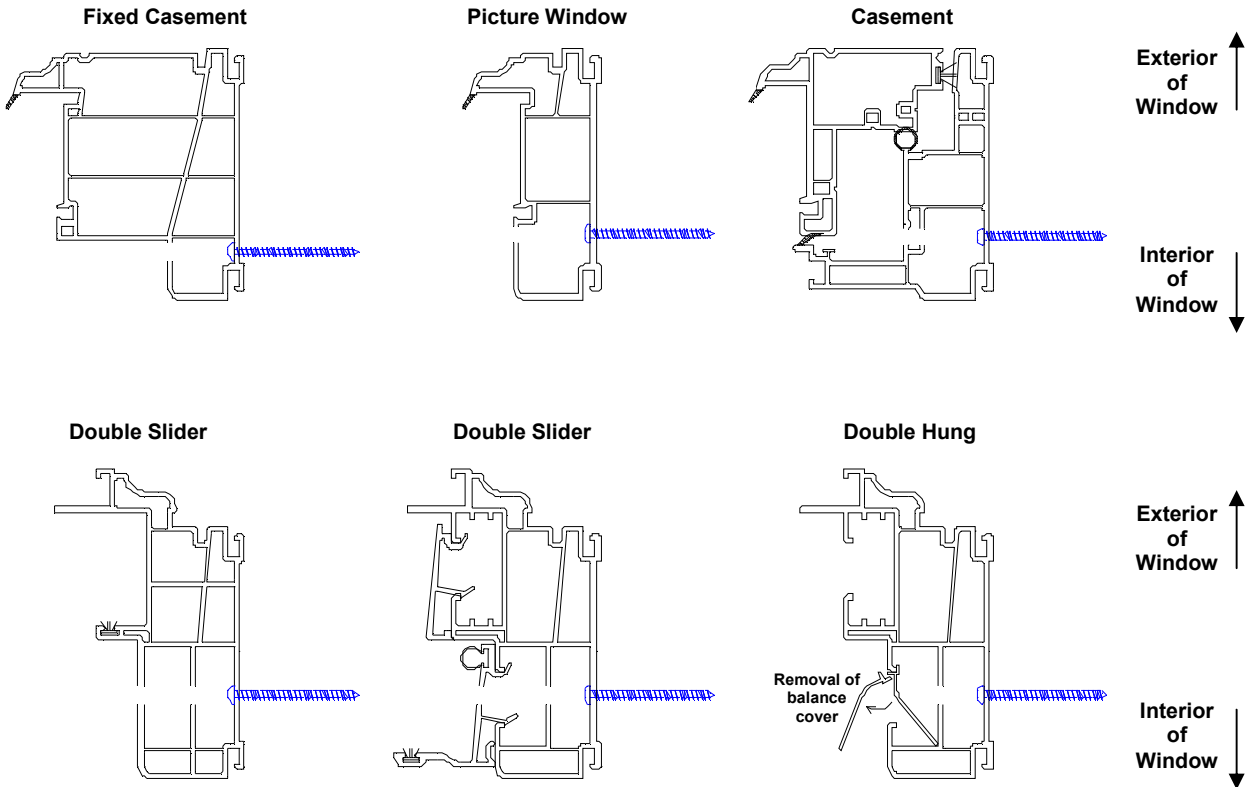 Fixed Casement
Picture Window
Casement
Exterior
of
Window
Interior
of
Window
Double Slider
Double Slider
Double Hung
Exterior
of
Window
Removal of
balance
cover
Interior
of
Window